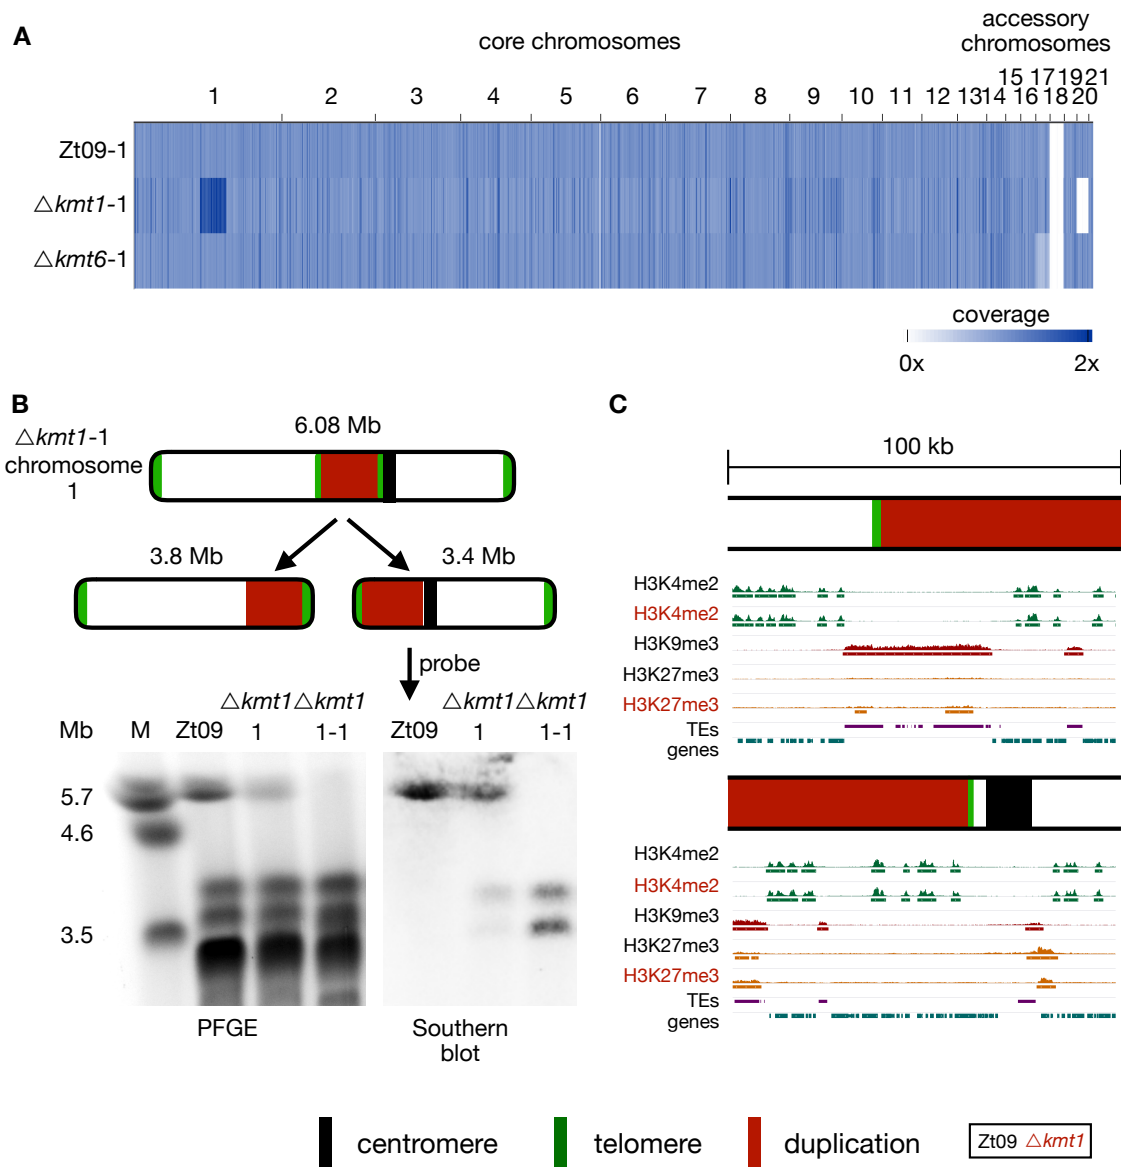 A
core chromosomes
accessory
chromosomes
15 17 19 21
1 2 3 4 5 6 7 8 9 10 11 12 13 14 16 18 20
Zt09-1
△kmt1-1
△kmt6-1
coverage
0x 2x
B
△kmt1-1
chromosome
1
6.08 Mb
3.8 Mb
3.4 Mb
probe
△kmt1 △kmt1
Mb M Zt09 1 1-1
5.7
4.6
3.5
PFGE
△kmt1 △kmt1
Zt09 1 1-1
Southern
blot
C
100 kb
H3K4me2
H3K4me2
H3K9me3
H3K27me3
H3K27me3
TEs
genes
H3K4me2
H3K4me2
H3K9me3
H3K27me3
H3K27me3
TEs
genes
centromere
telomere
duplication
Zt09 △kmt1